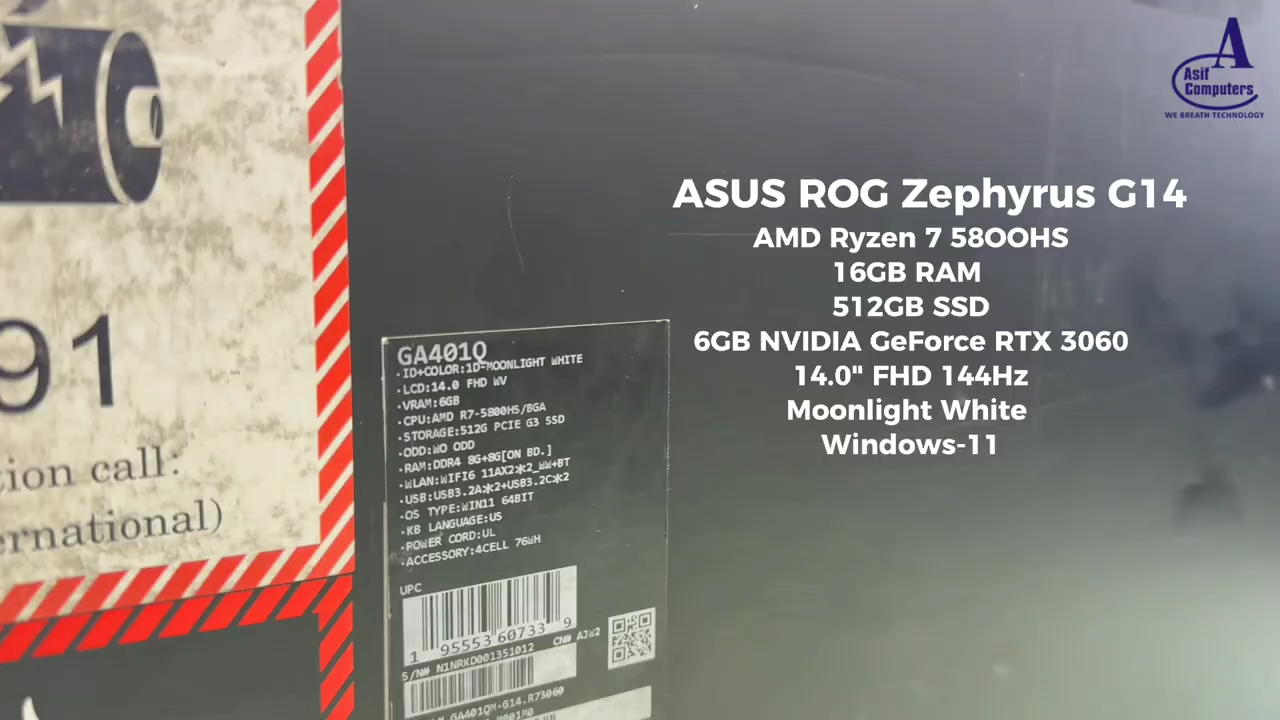 A
Asif
Computers
WE BREATH TECHNOLOGY
ASUS ROG Zephyrus G14
AMD Ryzen 7 58OOHS
16GB RAM
512GB SSD
6GB NVIDIA GeForce RTX 3060
14.0" FHD 144Hz
Moonlight White
Windows-11
91
tion call:
ernational)
GA401Q
·ID+COLOR:1D-MOONLIGHT WHITE
·LCD:14.0 FHD WV
·VRAM:6GB
·CPU:AMD R7-5800HS/BGA
·STORAGE:512G PCIE G3 SSD
·ODD:WO ODD
·RAM:DDR4 8G+8G[ON BD.]
·WLAN:WIFI6 11AX2*2_WW+BT
·USB:USB3.2A*2+USB3.2C*2
·OS TYPE:WIN11 64BIT
·KB LANGUAGE:US
·POWER CORD:UL
·ACCESSORY:4CELL 76WH
UPC
1 95553 60733 9
CN# AJW2
S/N# N1NRKD001351012
GA401QM-G14.R73060